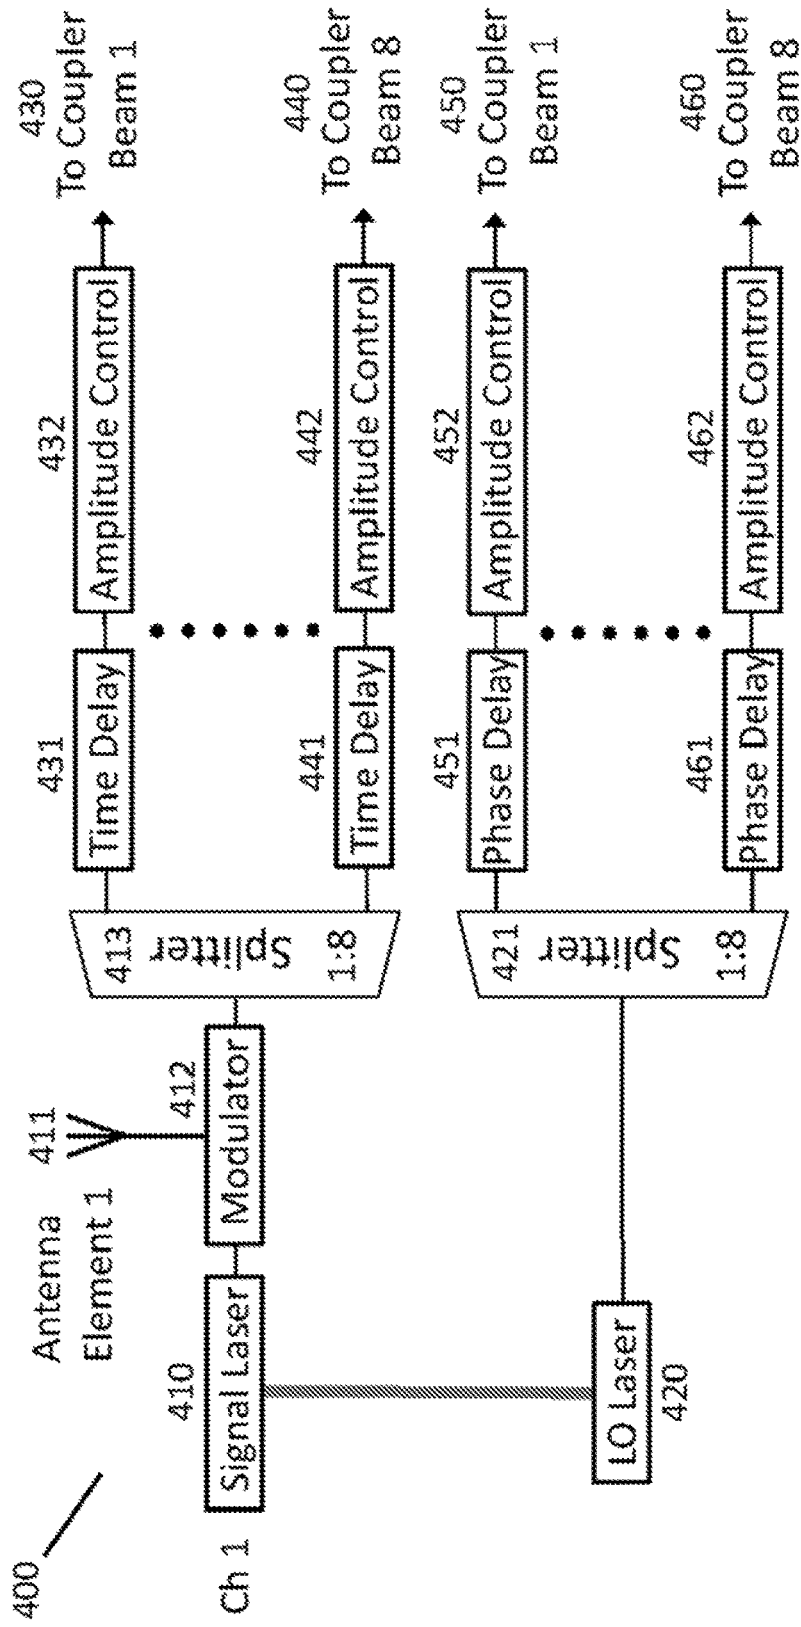 400
Ch 1
Antenna
Element 1
411
410
Signal Laser
412
Modulator
413
Splitter
1:8
431
Time Delay
432
Amplitude Control
430
To Coupler
Beam 1
441
Time Delay
442
Amplitude Control
440
To Coupler
Beam 8
LO Laser
420
421
Splitter
1:8
451
Phase Delay
452
Amplitude Control
450
To Coupler
Beam 1
461
Phase Delay
462
Amplitude Control
460
To Coupler
Beam 8